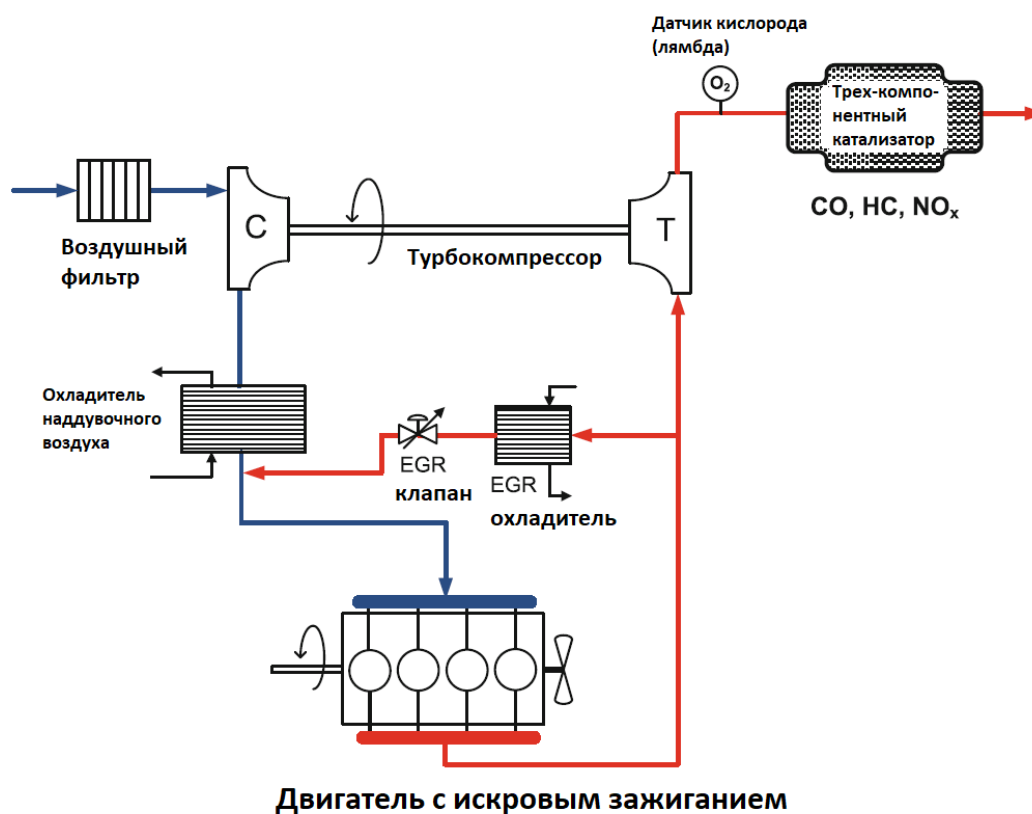 Датчик кислорода
(лямбда)
O₂
Трех-компо-
нентный
катализатор
CO, HC, NOₓ
Воздушный
фильтр
C
Турбокомпрессор
T
Охладитель
наддувочного
воздуха
EGR
клапан
EGR
охладитель
Двигатель с искровым зажиганием